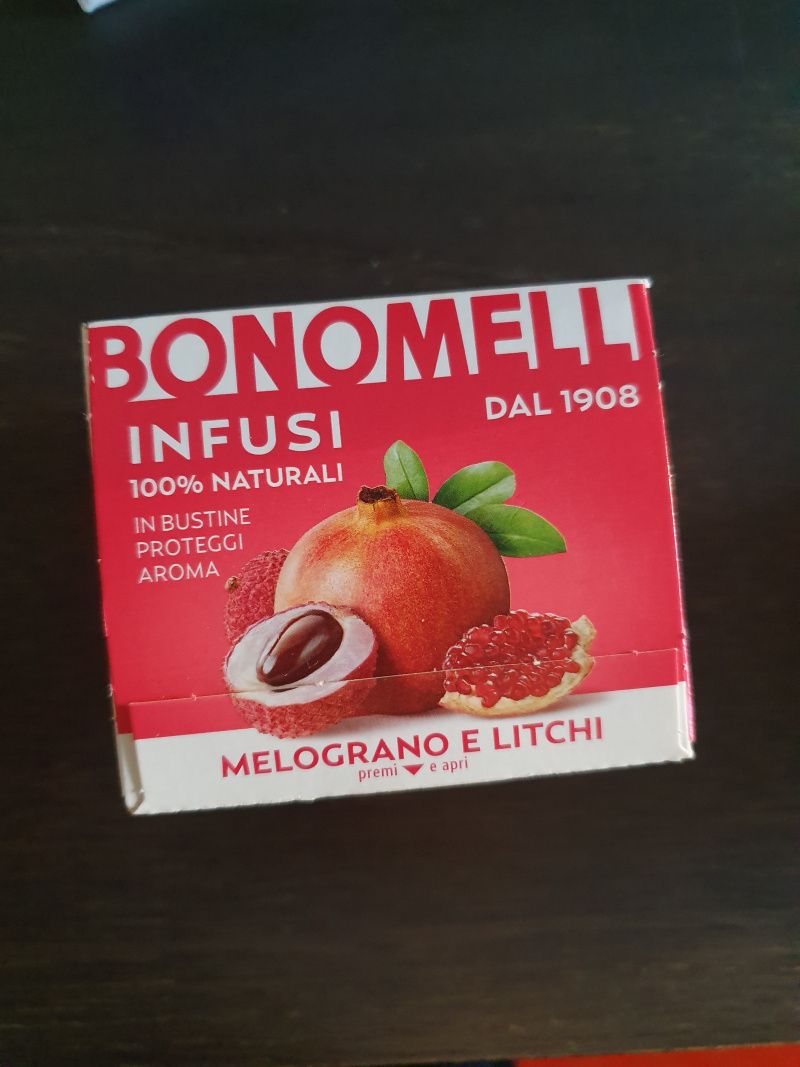 BONOMELLI
DAL 1908
INFUSI
100% NATURALI
IN BUSTINE
PROTEGGI
AROMA
MELOGRANO E LITCHI
premi e apri